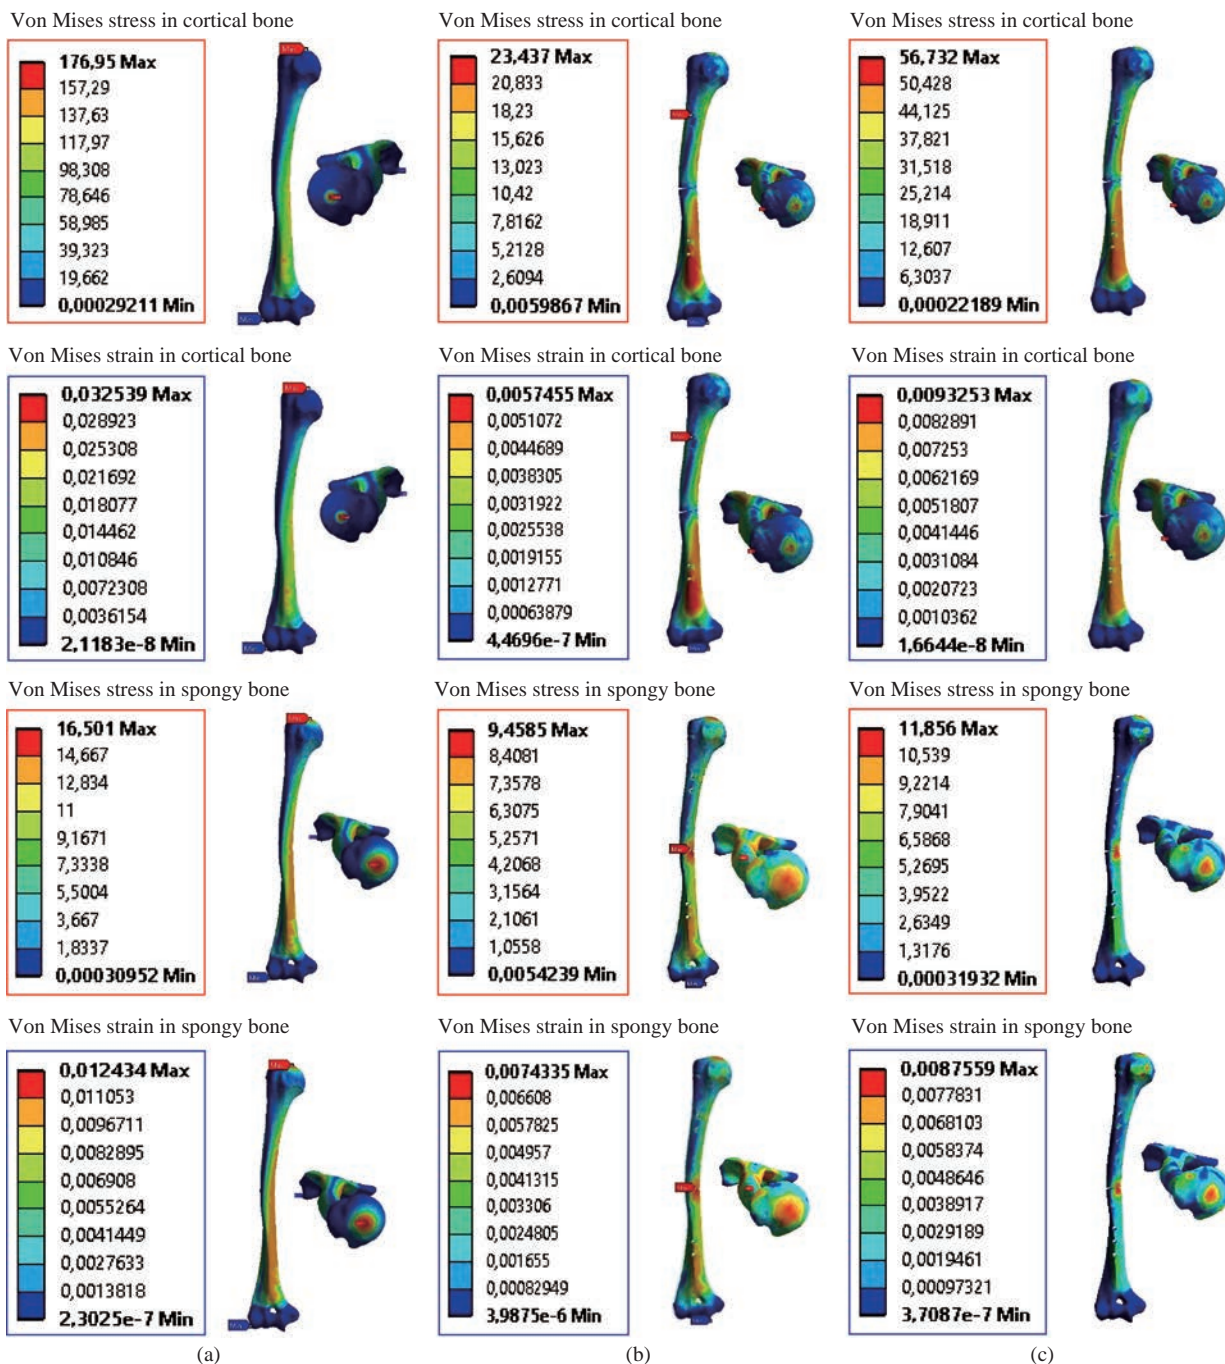 Von Mises stress in cortical bone
176,95 Max
157,29
137,63
117,97
98,308
78,646
58,985
39,323
19,662
0,00029211 Min
Von Mises stress in cortical bone
23,437 Max
20,833
18,23
15,626
13,023
10,42
7,8162
5,2128
2,6094
0,0059867 Min
Von Mises stress in cortical bone
56,732 Max
50,428
44,125
37,821
31,518
25,214
18,911
12,607
6,3037
0,00022189 Min
Von Mises strain in cortical bone
0,032539 Max
0,028923
0,025308
0,021692
0,018077
0,014462
0,010846
0,0072308
0,0036154
2,1183e-8 Min
Von Mises strain in cortical bone
0,0057455 Max
0,0051072
0,0044689
0,0038305
0,0031922
0,0025538
0,0019155
0,0012771
0,00063879
4,4696e-7 Min
Von Mises strain in cortical bone
0,0093253 Max
0,0082891
0,007253
0,0062169
0,0051807
0,0041446
0,0031084
0,0020723
0,0010362
1,6644e-8 Min
Von Mises stress in spongy bone
16,501 Max
14,667
12,834
11
9,1671
7,3338
5,5004
3,667
1,8337
0,00030952 Min
Von Mises stress in spongy bone
9,4585 Max
8,4081
7,3578
6,3075
5,2571
4,2068
3,1564
2,1061
1,0558
0,0054239 Min
Von Mises stress in spongy bone
11,856 Max
10,539
9,2214
7,9041
6,5868
5,2695
3,9522
2,6349
1,3176
0,00031932 Min
Von Mises strain in spongy bone
0,012434 Max
0,011053
0,0096711
0,0082895
0,006908
0,0055264
0,0041449
0,0027633
0,0013818
2,3025e-7 Min
Von Mises strain in spongy bone
0,0074335 Max
0,006608
0,0057825
0,004957
0,0041315
0,003306
0,0024805
0,001655
0,00082949
3,9875e-6 Min
Von Mises strain in spongy bone
0,0087559 Max
0,0077831
0,0068103
0,0058374
0,0048646
0,0038917
0,0029189
0,0019461
0,00097321
3,7087e-7 Min
(a)
(b)
(c)